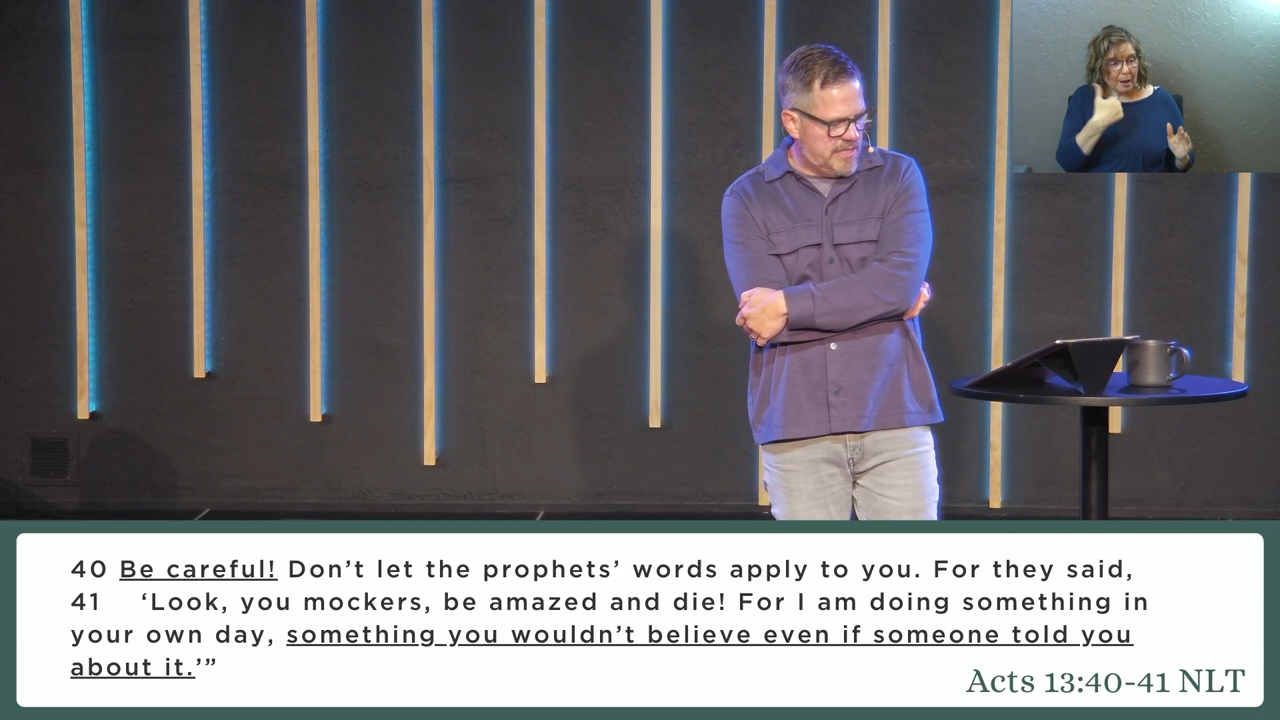 40 Be careful! Don’t let the prophets’ words apply to you. For they said,
41 ‘Look, you mockers, be amazed and die! For I am doing something in
your own day, something you wouldn’t believe even if someone told you
about it.’”
Acts 13:40-41 NLT